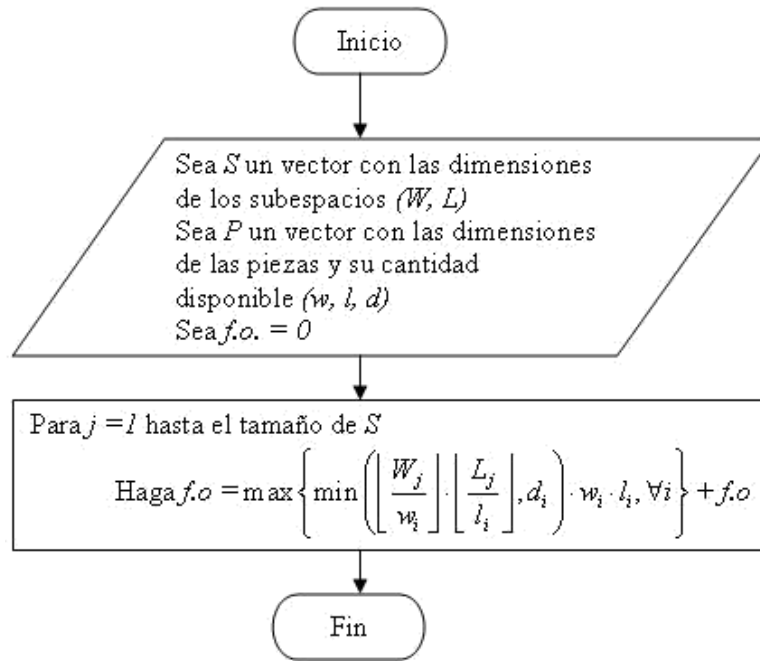 Inicio
Sea S un vector con las dimensiones
de los subespacios (W, L)
Sea P un vector con las dimensiones
de las piezas y su cantidad
disponible (w, l, d)
Sea f.o. = 0
Para j = 1 hasta el tamaño de S
Haga f.o = max { min ( ⌊ W_j / w_i ⌋ · ⌊ L_j / l_i ⌋ , d_i ) · w_i · l_i , ∀i } + f.o
Fin